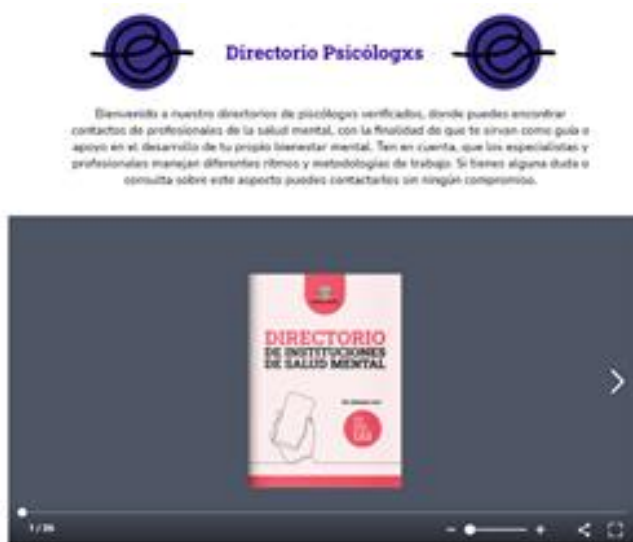 Directorio Psicólogxs
Bienvenido a nuestro directorios de psicólogxs verificados, donde puedes encontrar
contactos de profesionales de la salud mental, con la finalidad de que te sirvan como guía o
apoyo en el desarrollo de tu propio bienestar mental. Ten en cuenta, que los especialistas y
profesionales manejan diferentes ritmos y metodologías de trabajo. Si tienes alguna duda o
consulta sobre este aspecto puedes contactarlos sin ningún compromiso.
DIRECTORIO
DE INSTITUCIONES
DE SALUD MENTAL